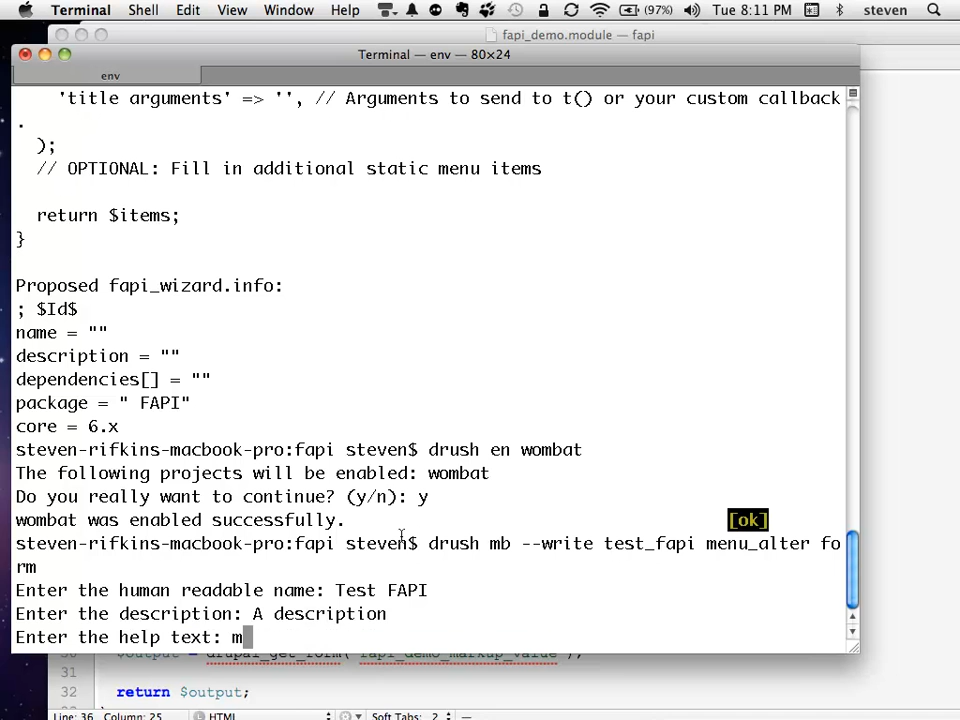 Terminal Shell Edit View Window Help (97%) Tue 8:11 PM steven
fapi_demo.module — fapi
Terminal — env — 80×24
env
'title arguments' => '', // Arguments to send to t() or your custom callback
.
);
// OPTIONAL: Fill in additional static menu items
return $items;
}
Proposed fapi_wizard.info:
; $Id$
name = ""
description = ""
dependencies[] = ""
package = " FAPI"
core = 6.x
steven-rifkins-macbook-pro:fapi steven$ drush en wombat
The following projects will be enabled: wombat
Do you really want to continue? (y/n): y
wombat was enabled successfully. [ok]
steven-rifkins-macbook-pro:fapi steven$ drush mb --write test_fapi menu_alter fo
rm
Enter the human readable name: Test FAPI
Enter the description: A description
Enter the help text: m
$output = drupal_get_form('fapi_demo_markup_value');
31
32 return $output;
Line: 36 Column: 25 HTML Soft Tabs: 2